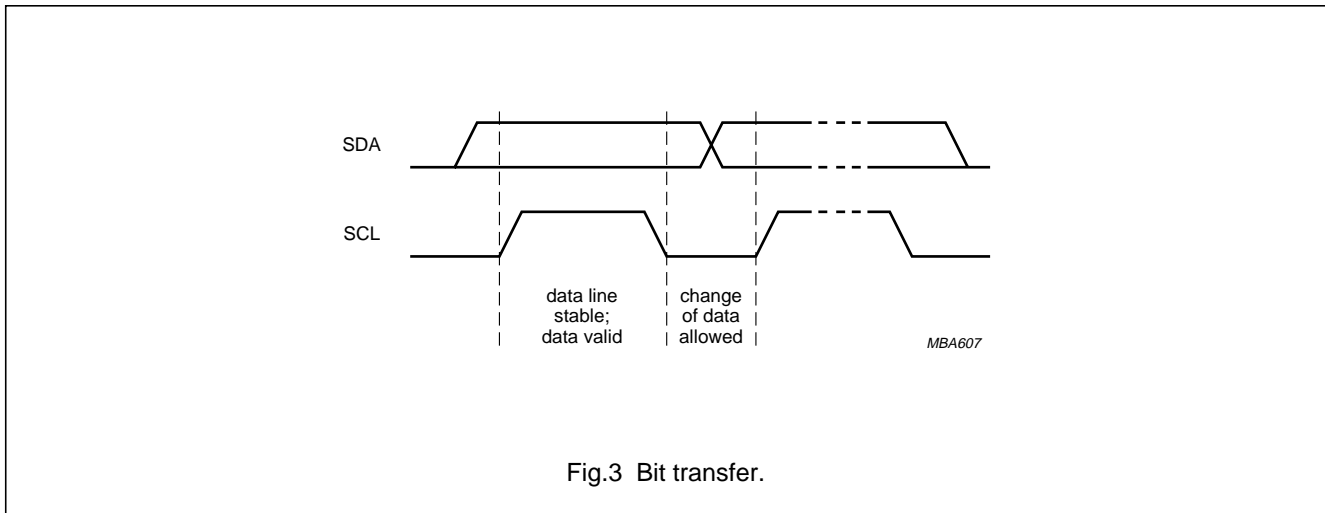 SDA
SCL
data line
stable;
data valid
change
of data
allowed
MBA607
Fig.3 Bit transfer.